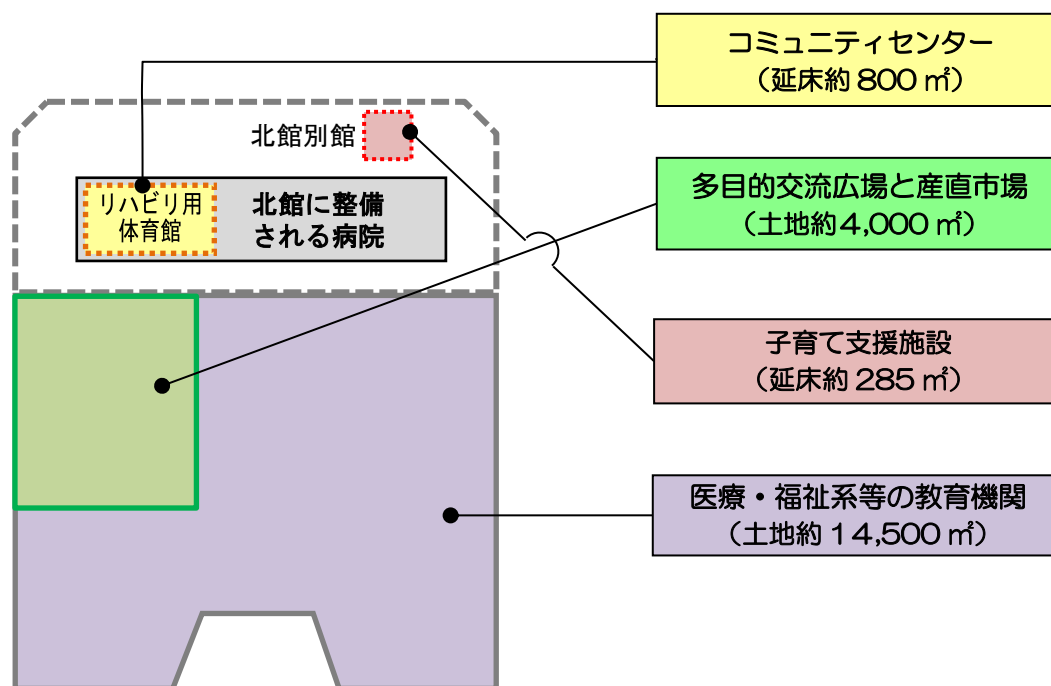 コミュニティセンター
（延床約 800 ㎡）
北館別館
リハビリ用
体育館
北館に整備
される病院
多目的交流広場と産直市場
（土地約4,000 ㎡）
子育て支援施設
（延床約 285 ㎡）
医療・福祉系等の教育機関
（土地約 14,500 ㎡）